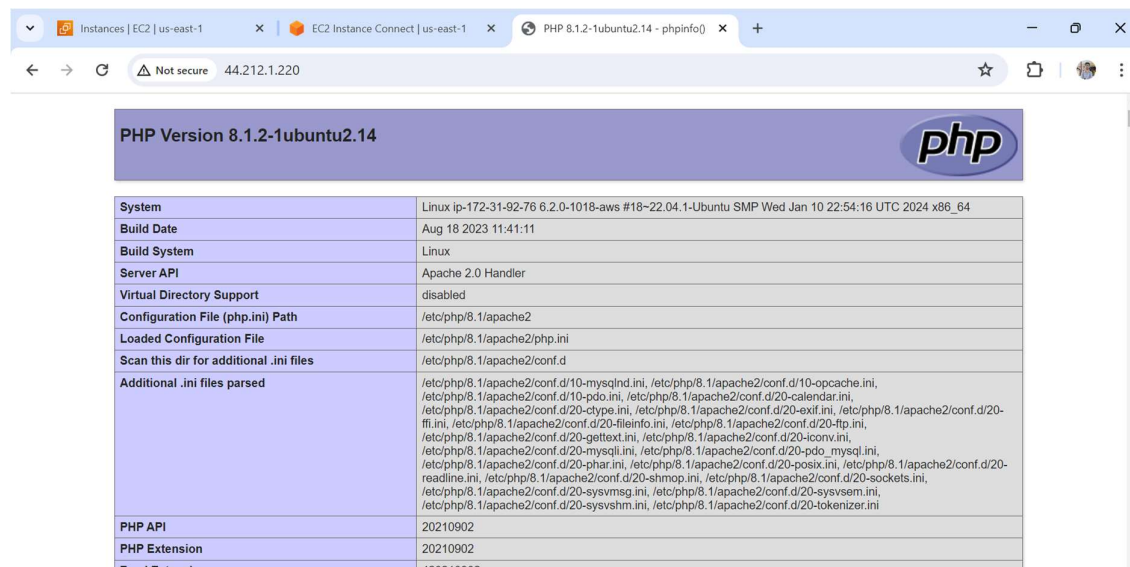 Instances | EC2 | us-east-1
EC2 Instance Connect | us-east-1
PHP 8.1.2-1ubuntu2.14 - phpinfo()
Not secure
44.212.1.220
PHP Version 8.1.2-1ubuntu2.14
php
System
Linux ip-172-31-92-76 6.2.0-1018-aws #18~22.04.1-Ubuntu SMP Wed Jan 10 22:54:16 UTC 2024 x86_64
Build Date
Aug 18 2023 11:41:11
Build System
Linux
Server API
Apache 2.0 Handler
Virtual Directory Support
disabled
Configuration File (php.ini) Path
/etc/php/8.1/apache2
Loaded Configuration File
/etc/php/8.1/apache2/php.ini
Scan this dir for additional .ini files
/etc/php/8.1/apache2/conf.d
Additional .ini files parsed
/etc/php/8.1/apache2/conf.d/10-mysqlnd.ini, /etc/php/8.1/apache2/conf.d/10-opcache.ini,
/etc/php/8.1/apache2/conf.d/10-pdo.ini, /etc/php/8.1/apache2/conf.d/20-calendar.ini,
/etc/php/8.1/apache2/conf.d/20-ctype.ini, /etc/php/8.1/apache2/conf.d/20-exif.ini, /etc/php/8.1/apache2/conf.d/20-
ffi.ini, /etc/php/8.1/apache2/conf.d/20-fileinfo.ini, /etc/php/8.1/apache2/conf.d/20-ftp.ini,
/etc/php/8.1/apache2/conf.d/20-gettext.ini, /etc/php/8.1/apache2/conf.d/20-iconv.ini,
/etc/php/8.1/apache2/conf.d/20-mysqli.ini, /etc/php/8.1/apache2/conf.d/20-pdo_mysql.ini,
/etc/php/8.1/apache2/conf.d/20-phar.ini, /etc/php/8.1/apache2/conf.d/20-posix.ini, /etc/php/8.1/apache2/conf.d/20-
readline.ini, /etc/php/8.1/apache2/conf.d/20-shmop.ini, /etc/php/8.1/apache2/conf.d/20-sockets.ini,
/etc/php/8.1/apache2/conf.d/20-sysvmsg.ini, /etc/php/8.1/apache2/conf.d/20-sysvsem.ini,
/etc/php/8.1/apache2/conf.d/20-sysvshm.ini, /etc/php/8.1/apache2/conf.d/20-tokenizer.ini
PHP API
20210902
PHP Extension
20210902